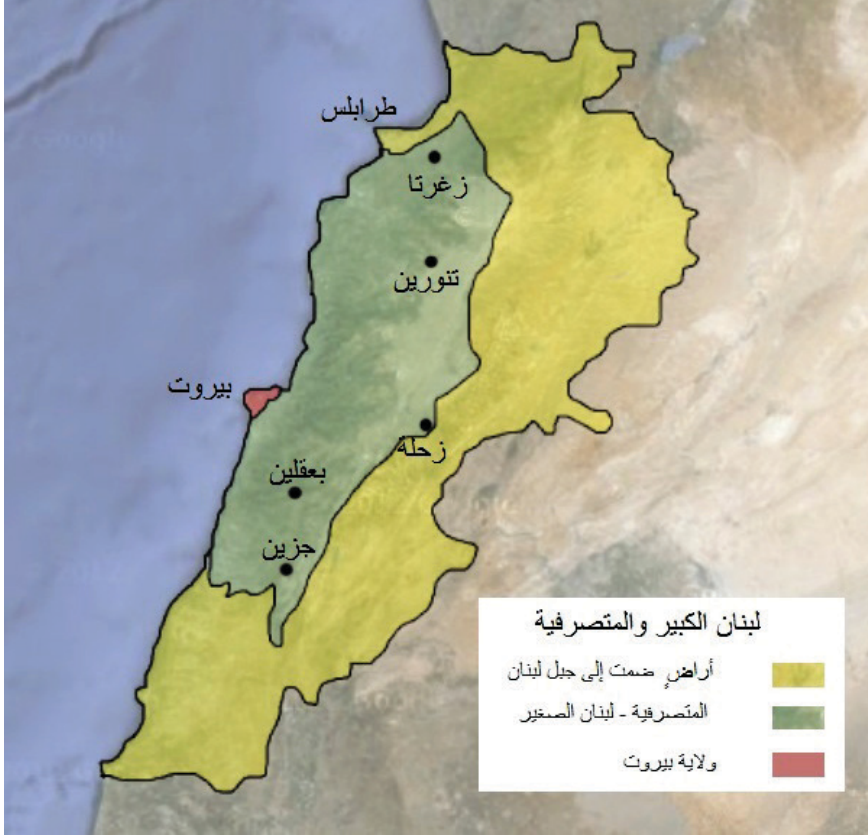 طرابلس
زغرتا
تنورين
بيروت
زحلة
بعقلين
جزين
لبنان الكبير والمتصرفية
أراضٍ ضمت إلى جبل لبنان
المتصرفية - لبنان الصغير
ولاية بيروت